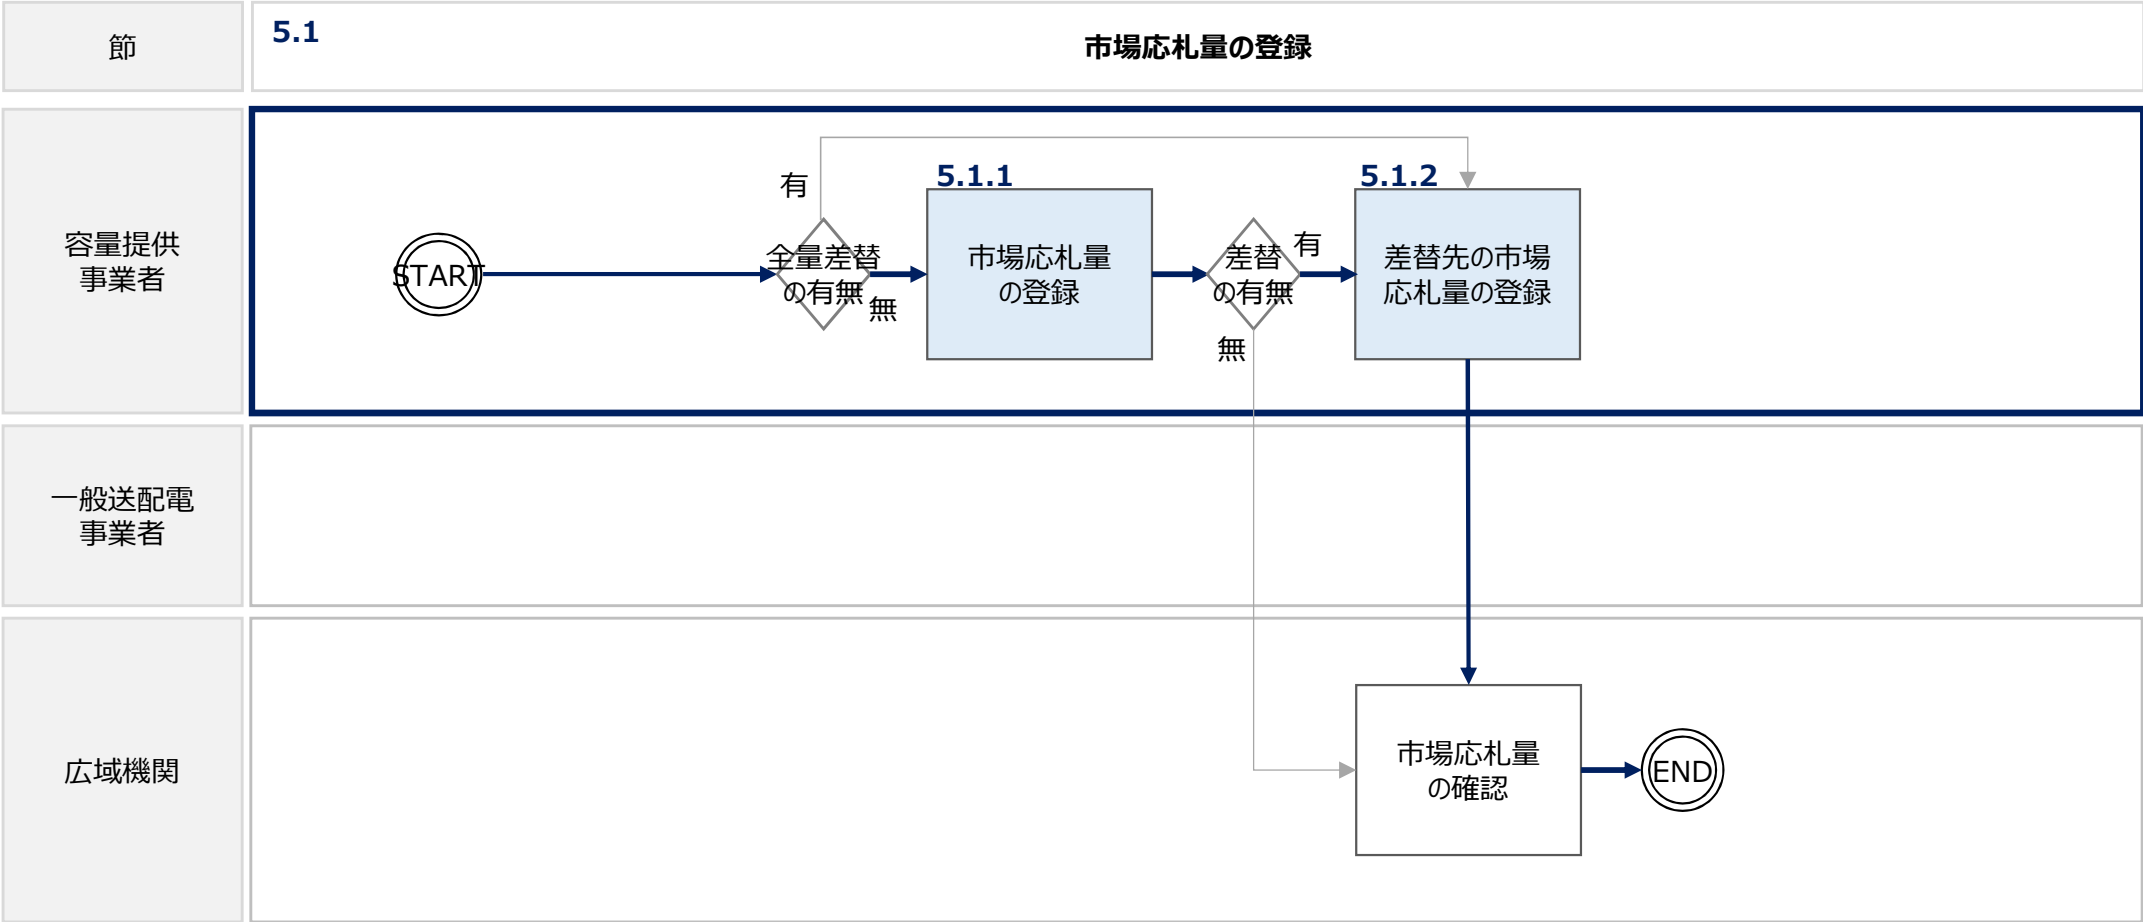 節
5.1
市場応札量の登録
容量提供
事業者
START
有
全量差替
の有無
無
5.1.1
市場応札量
の登録
差替
の有無
有
無
5.1.2
差替先の市場
応札量の登録
一般送配電
事業者
広域機関
市場応札量
の確認
END